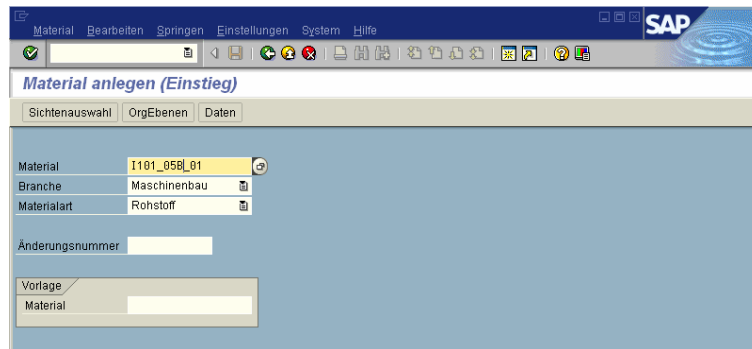 Material Bearbeiten Springen Einstellungen System Hilfe
SAP
Material anlegen (Einstieg)
Sichtenauswahl OrgEbenen Daten
Material I101_05B_01
Branche Maschinenbau
Materialart Rohstoff
Änderungsnummer
Vorlage
Material